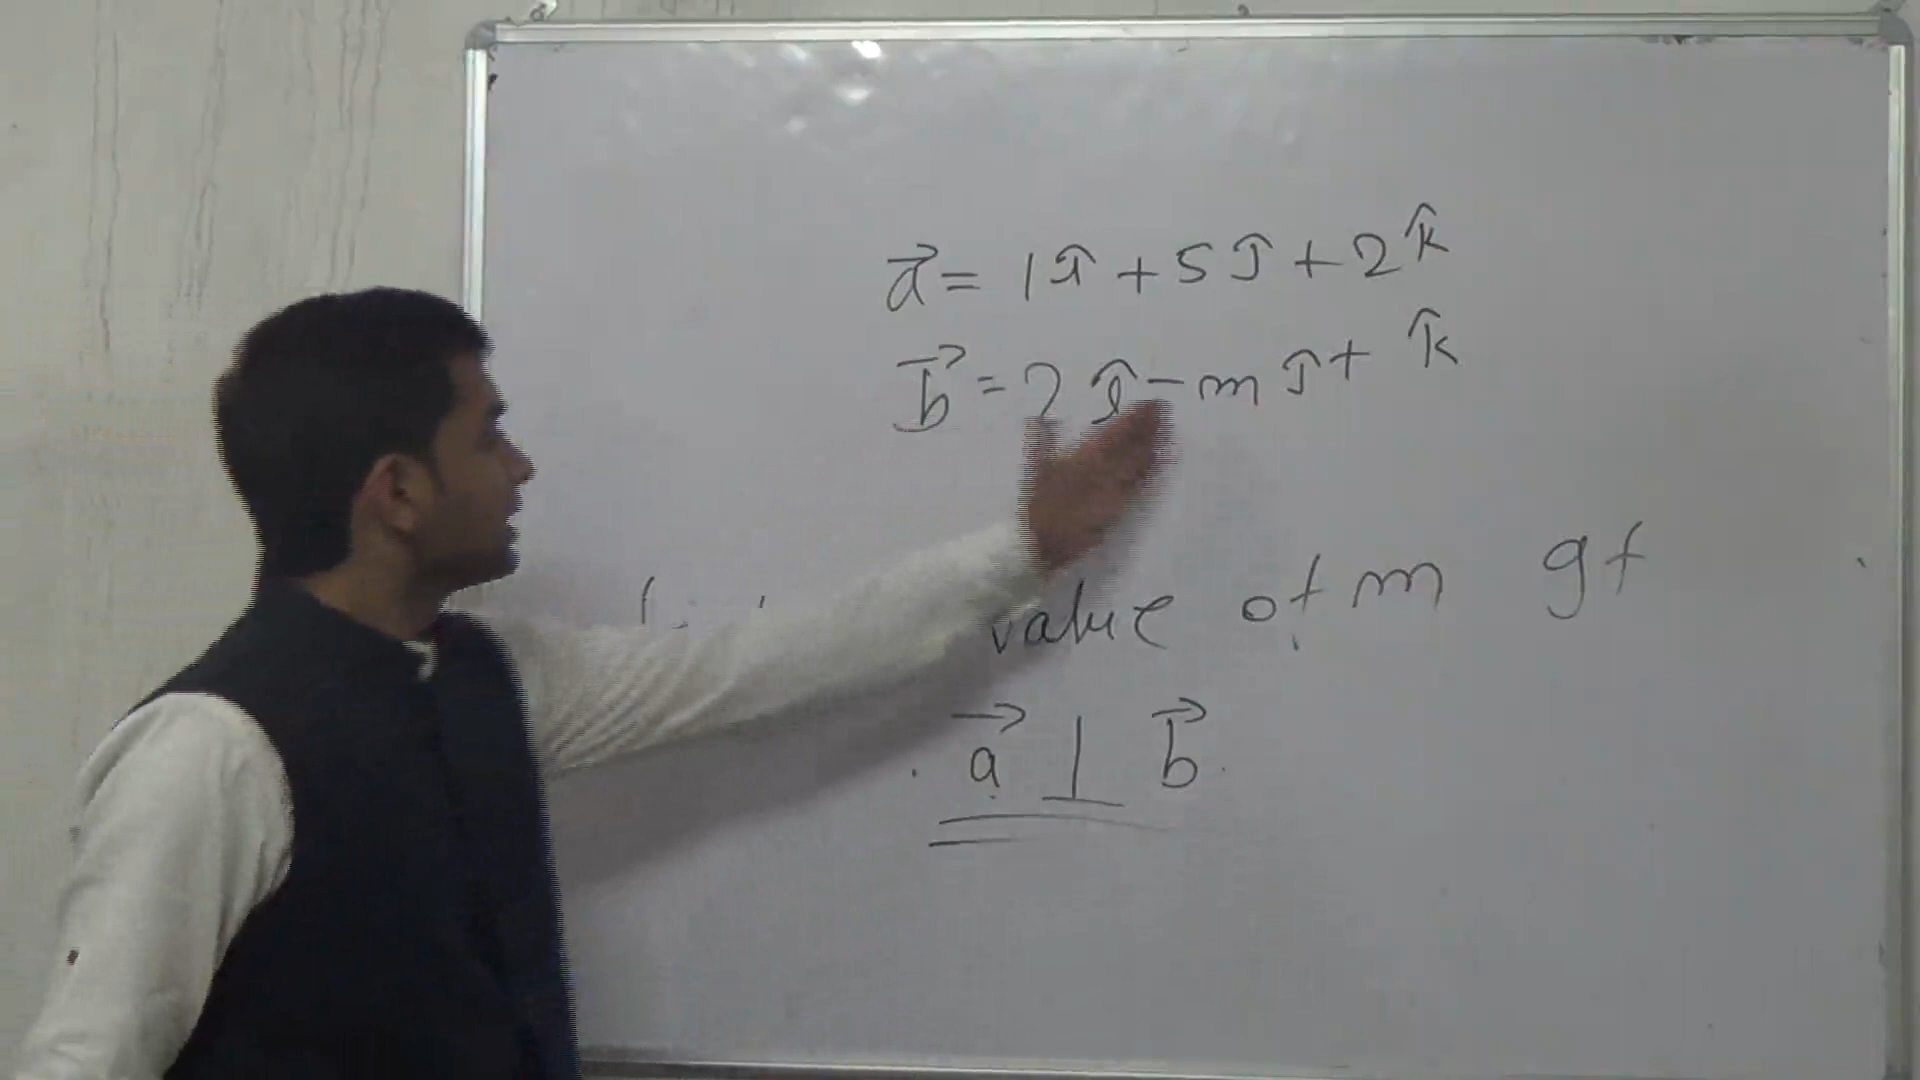 a⃗ = 1î + 5ĵ + 2k̂
b⃗ = 2î - mĵ + k̂
value of m If
a⃗ ⊥ b⃗